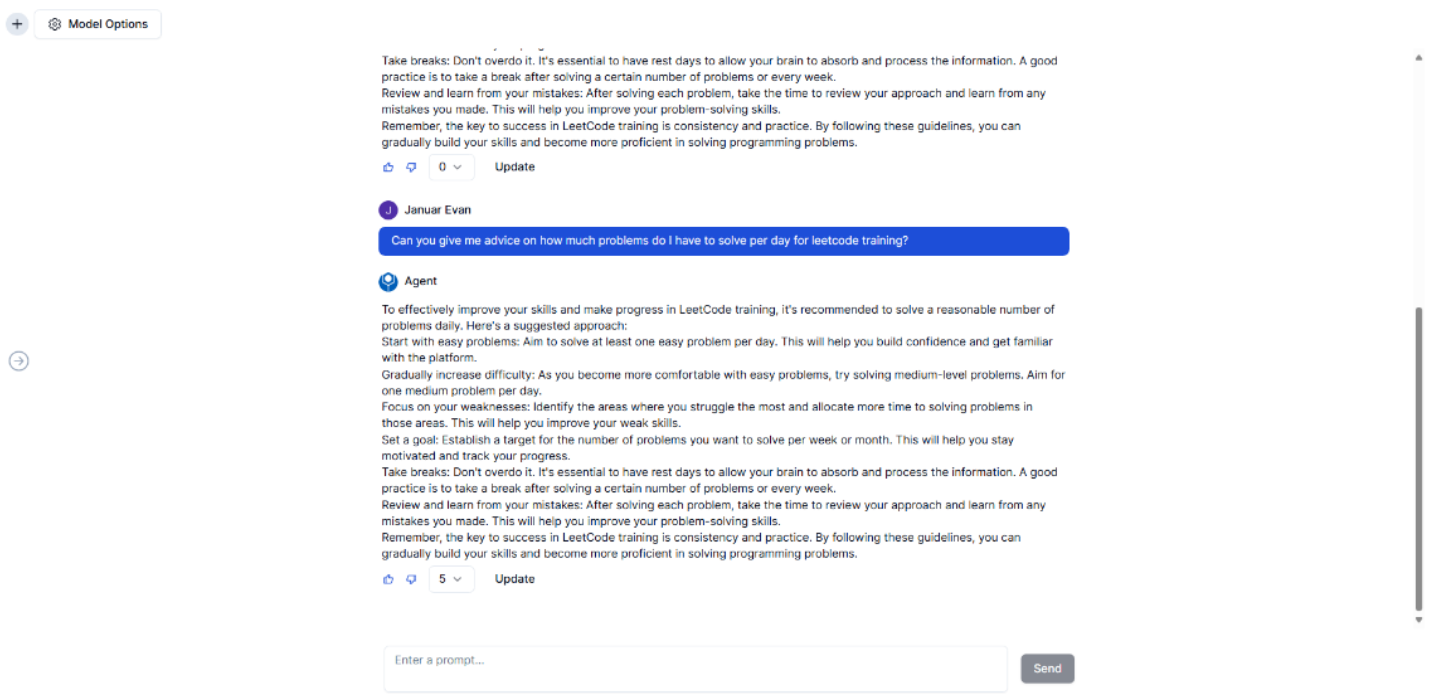 +
Model Options
Take breaks: Don't overdo it. It's essential to have rest days to allow your brain to absorb and process the information. A good
practice is to take a break after solving a certain number of problems or every week.
Review and learn from your mistakes: After solving each problem, take the time to review your approach and learn from any
mistakes you made. This will help you improve your problem-solving skills.
Remember, the key to success in LeetCode training is consistency and practice. By following these guidelines, you can
gradually build your skills and become more proficient in solving programming problems.
0 Update
J Januar Evan
Can you give me advice on how much problems do I have to solve per day for leetcode training?
Agent
To effectively improve your skills and make progress in LeetCode training, it's recommended to solve a reasonable number of
problems daily. Here's a suggested approach:
Start with easy problems: Aim to solve at least one easy problem per day. This will help you build confidence and get familiar
with the platform.
Gradually increase difficulty: As you become more comfortable with easy problems, try solving medium-level problems. Aim for
one medium problem per day.
Focus on your weaknesses: Identify the areas where you struggle the most and allocate more time to solving problems in
those areas. This will help you improve your weak skills.
Set a goal: Establish a target for the number of problems you want to solve per week or month. This will help you stay
motivated and track your progress.
Take breaks: Don't overdo it. It's essential to have rest days to allow your brain to absorb and process the information. A good
practice is to take a break after solving a certain number of problems or every week.
Review and learn from your mistakes: After solving each problem, take the time to review your approach and learn from any
mistakes you made. This will help you improve your problem-solving skills.
Remember, the key to success in LeetCode training is consistency and practice. By following these guidelines, you can
gradually build your skills and become more proficient in solving programming problems.
5 Update
Enter a prompt...
Send